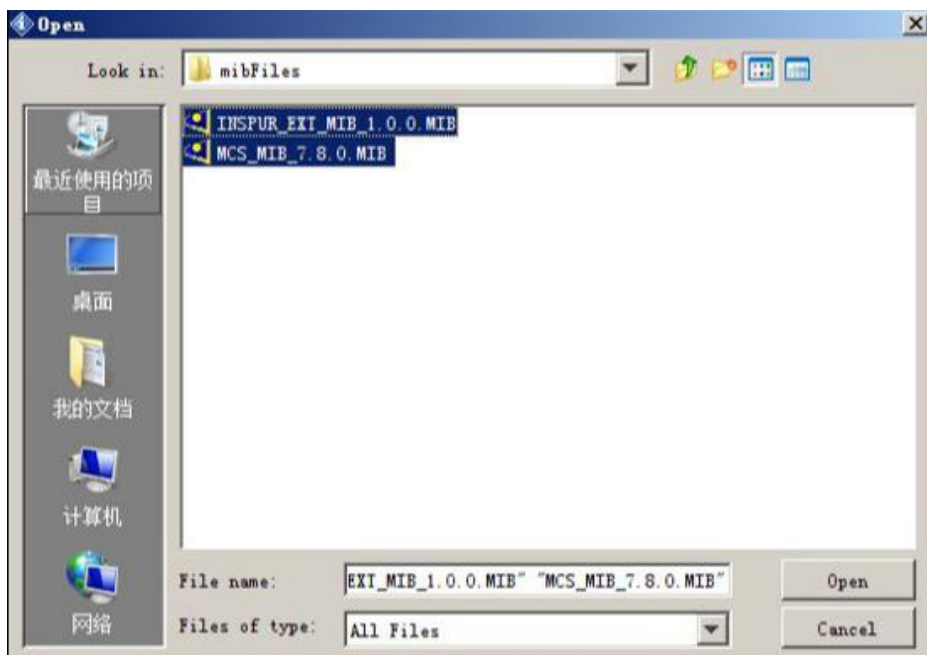 Open
Look in:
mibFiles
INSPUR_EXT_MIB_1.0.0.MIB
MCS_MIB_7.8.0.MIB
最近使用的项
目
桌面
我的文档
计算机
网络
File name:
EXT_MIB_1.0.0.MIB" "MCS_MIB_7.8.0.MIB"
Open
Files of type:
All Files
Cancel